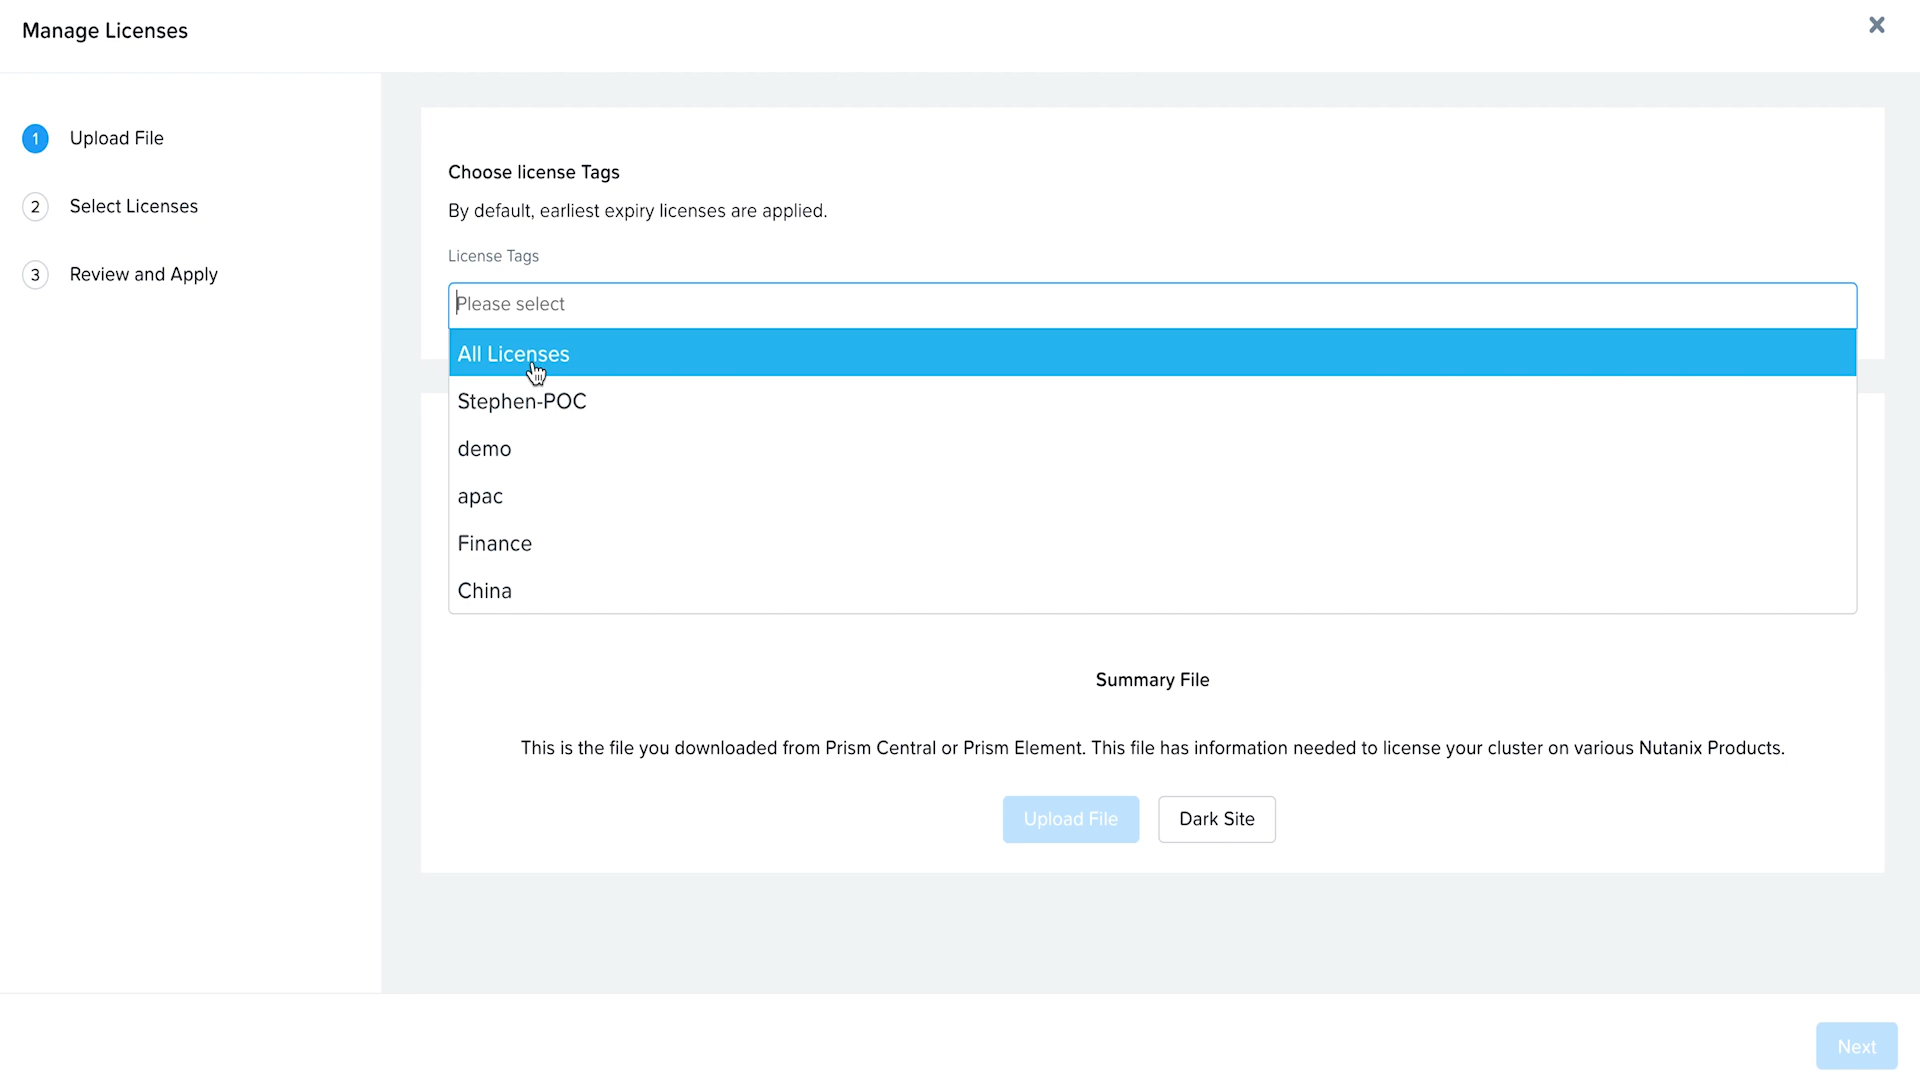 Manage Licenses
1 Upload File
2 Select Licenses
3 Review and Apply
Choose license Tags
By default, earliest expiry licenses are applied.
License Tags
Please select
All Licenses
Stephen-POC
demo
apac
Finance
China
Summary File
This is the file you downloaded from Prism Central or Prism Element. This file has information needed to license your cluster on various Nutanix Products.
Upload File
Dark Site
Next